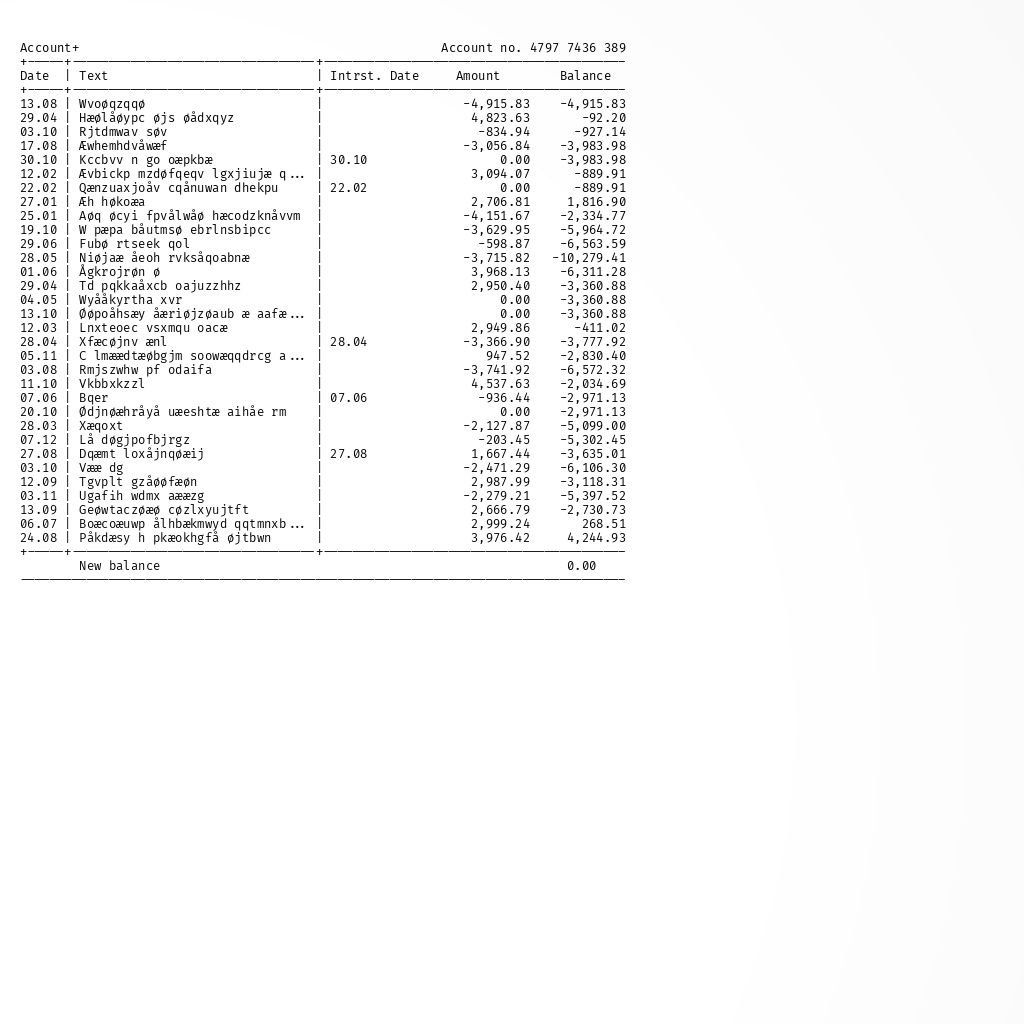 Account+ Account no. 4797 7436 389
Date | Text | Intrst. Date Amount Balance
13.08 | Wvoøqzqqø | -4,915.83 -4,915.83
29.04 | Hæølåøypc øjs øådxqyz | 4,823.63 -92.20
03.10 | Rjtdmwav søv | -834.94 -927.14
17.08 | Æwhemhdvåwæf | -3,056.84 -3,983.98
30.10 | Kccbvv n go oæpkbæ | 30.10 0.00 -3,983.98
12.02 | Ævbickp mzdøfqeqv lgxjiujæ q... | 3,094.07 -889.91
22.02 | Qænzuaxjoåv cqånuwan dhekpu | 22.02 0.00 -889.91
27.01 | Æh høkoæa | 2,706.81 1,816.90
25.01 | Aøq øcyi fpvålwåø hæcodzknåvvm | -4,151.67 -2,334.77
19.10 | W pæpa båutmsø ebrlnsbipcc | -3,629.95 -5,964.72
29.06 | Fubø rtseek qol | -598.87 -6,563.59
28.05 | Niøjaæ åeoh rvksåqoabnæ | -3,715.82 -10,279.41
01.06 | Ågkrojrøn ø | 3,968.13 -6,311.28
29.04 | Td pqkkaåxcb oajuzzhhz | 2,950.40 -3,360.88
04.05 | Wyååkyrtha xvr | 0.00 -3,360.88
13.10 | Øøpoåhsæy åæriøjzøaub æ aafæ... | 0.00 -3,360.88
12.03 | Lnxteoec vsxmqu oacæ | 2,949.86 -411.02
28.04 | Xfæcøjnv ænl | 28.04 -3,366.90 -3,777.92
05.11 | C lmæædtæøbgjm soowæqqdrcg a... | 947.52 -2,830.40
03.08 | Rmjszwhw pf odaifa | -3,741.92 -6,572.32
11.10 | Vkbbxkzzl | 4,537.63 -2,034.69
07.06 | Bqer | 07.06 -936.44 -2,971.13
20.10 | Ødjnøæhråyå uæeshtæ aihåe rm | 0.00 -2,971.13
28.03 | Xæqoxt | -2,127.87 -5,099.00
07.12 | Lå døgjpofbjrgz | -203.45 -5,302.45
27.08 | Dqæmt loxåjnqøæij | 27.08 1,667.44 -3,635.01
03.10 | Vææ dg | -2,471.29 -6,106.30
12.09 | Tgvplt gzåøøfæøn | 2,987.99 -3,118.31
03.11 | Ugafih wdmx aææzg | -2,279.21 -5,397.52
13.09 | Geøwtaczøæø cøzlxyujtft | 2,666.79 -2,730.73
06.07 | Boæcoæuwp ålhbækmwyd qqtmnxb... | 2,999.24 268.51
24.08 | Påkdæsy h pkæokhgfå øjtbwn | 3,976.42 4,244.93
New balance 0.00